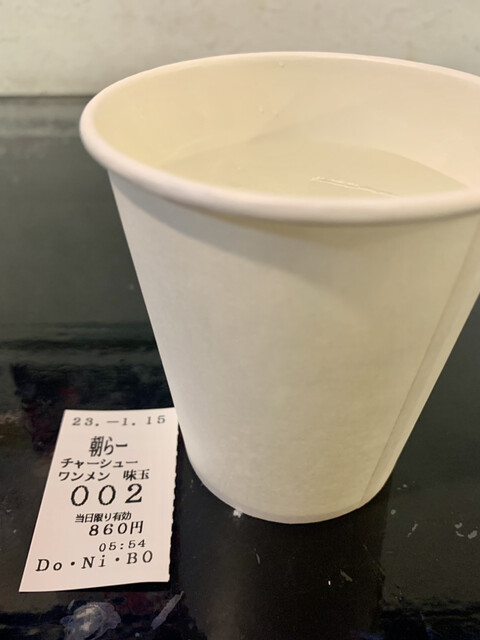 23.-1.15
朝らー
チャーシュー
ワンメン 味玉
002
当日限り有効
860円
05:54
Do・Ni・BO